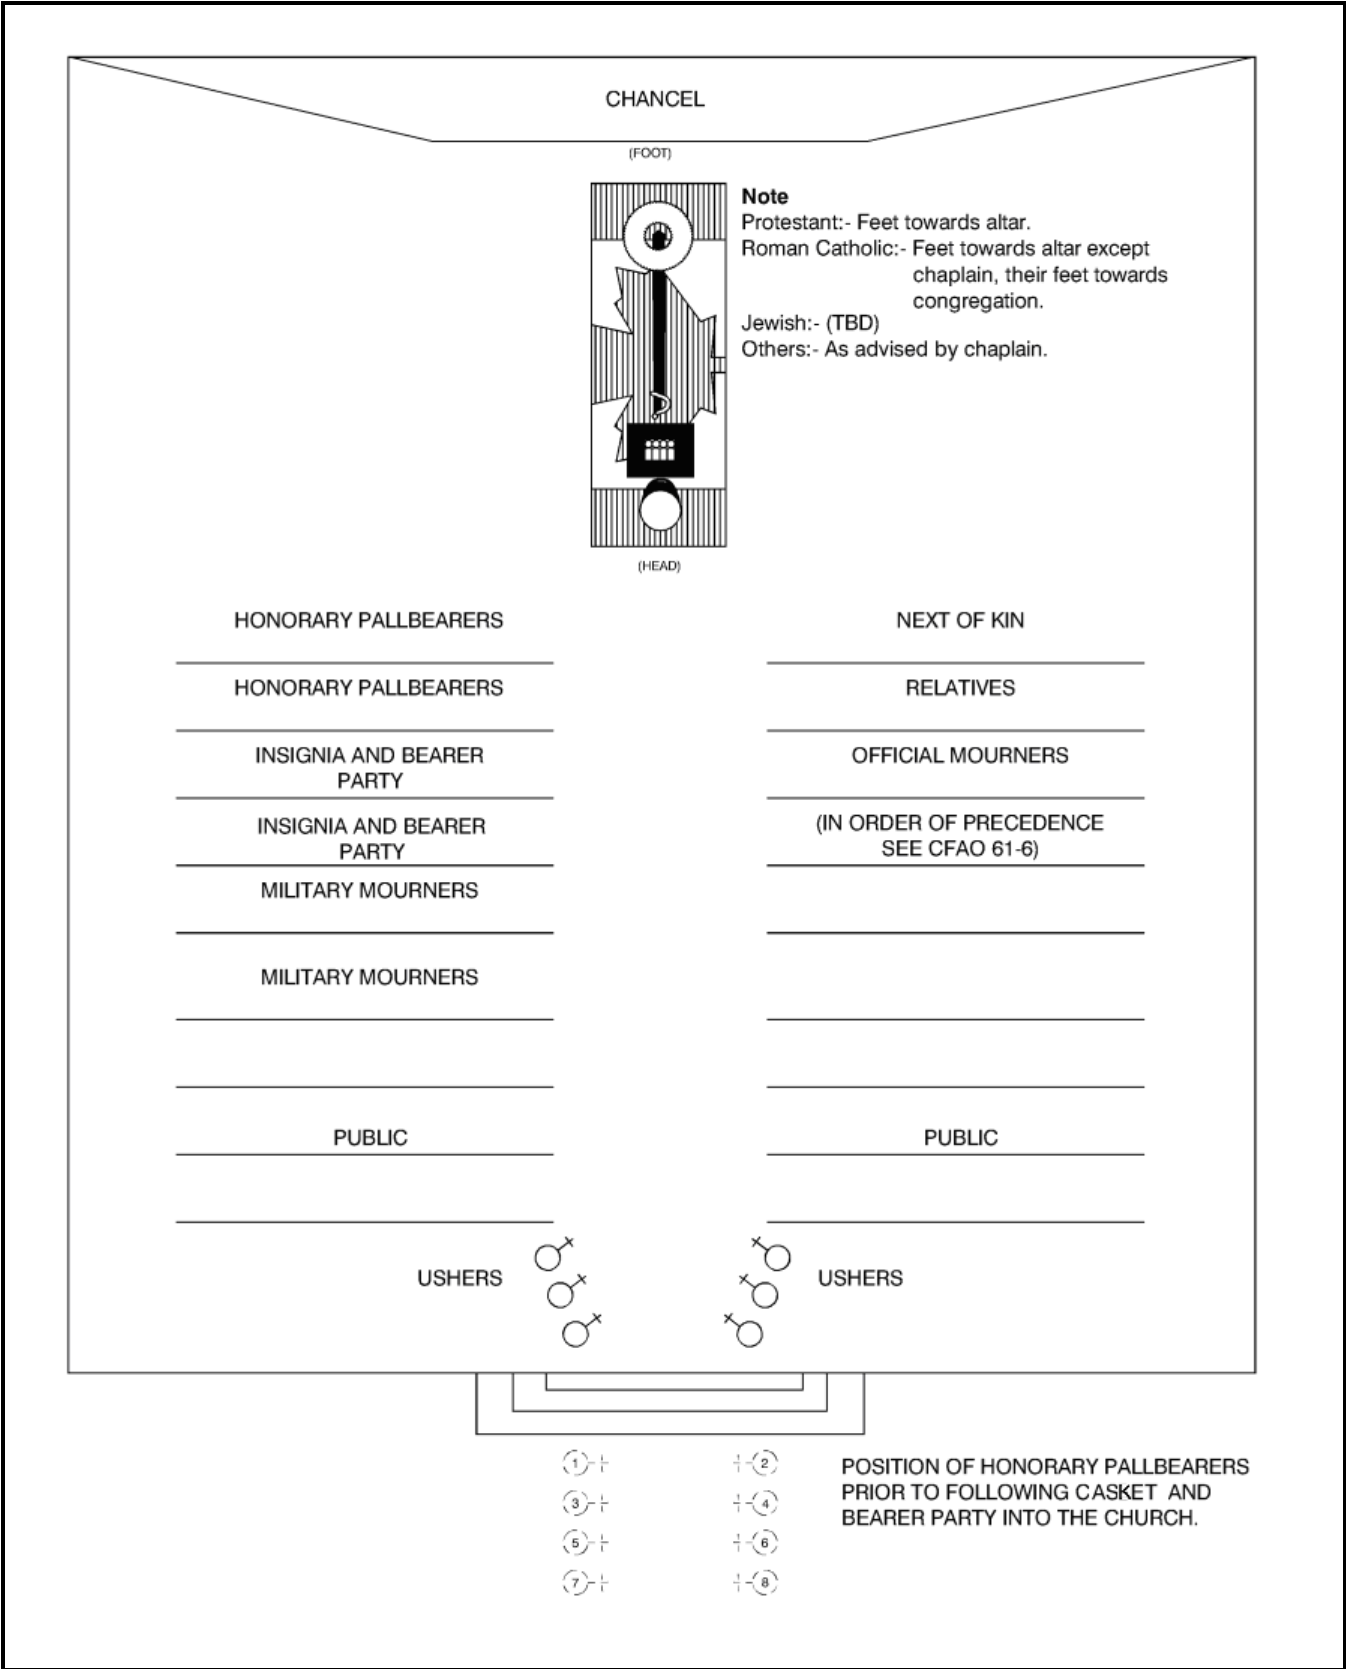 CHANCEL
(FOOT)
Note
Protestant:- Feet towards altar.
Roman Catholic:- Feet towards altar except
chaplain, their feet towards
congregation.
Jewish:- (TBD)
Others:- As advised by chaplain.
(HEAD)
HONORARY PALLBEARERS
HONORARY PALLBEARERS
INSIGNIA AND BEARER
PARTY
INSIGNIA AND BEARER
PARTY
MILITARY MOURNERS
MILITARY MOURNERS
PUBLIC
NEXT OF KIN
RELATIVES
OFFICIAL MOURNERS
(IN ORDER OF PRECEDENCE
SEE CFAO 61-6)
PUBLIC
USHERS
USHERS
1
2
3
4
5
6
7
8
POSITION OF HONORARY PALLBEARERS
PRIOR TO FOLLOWING CASKET AND
BEARER PARTY INTO THE CHURCH.